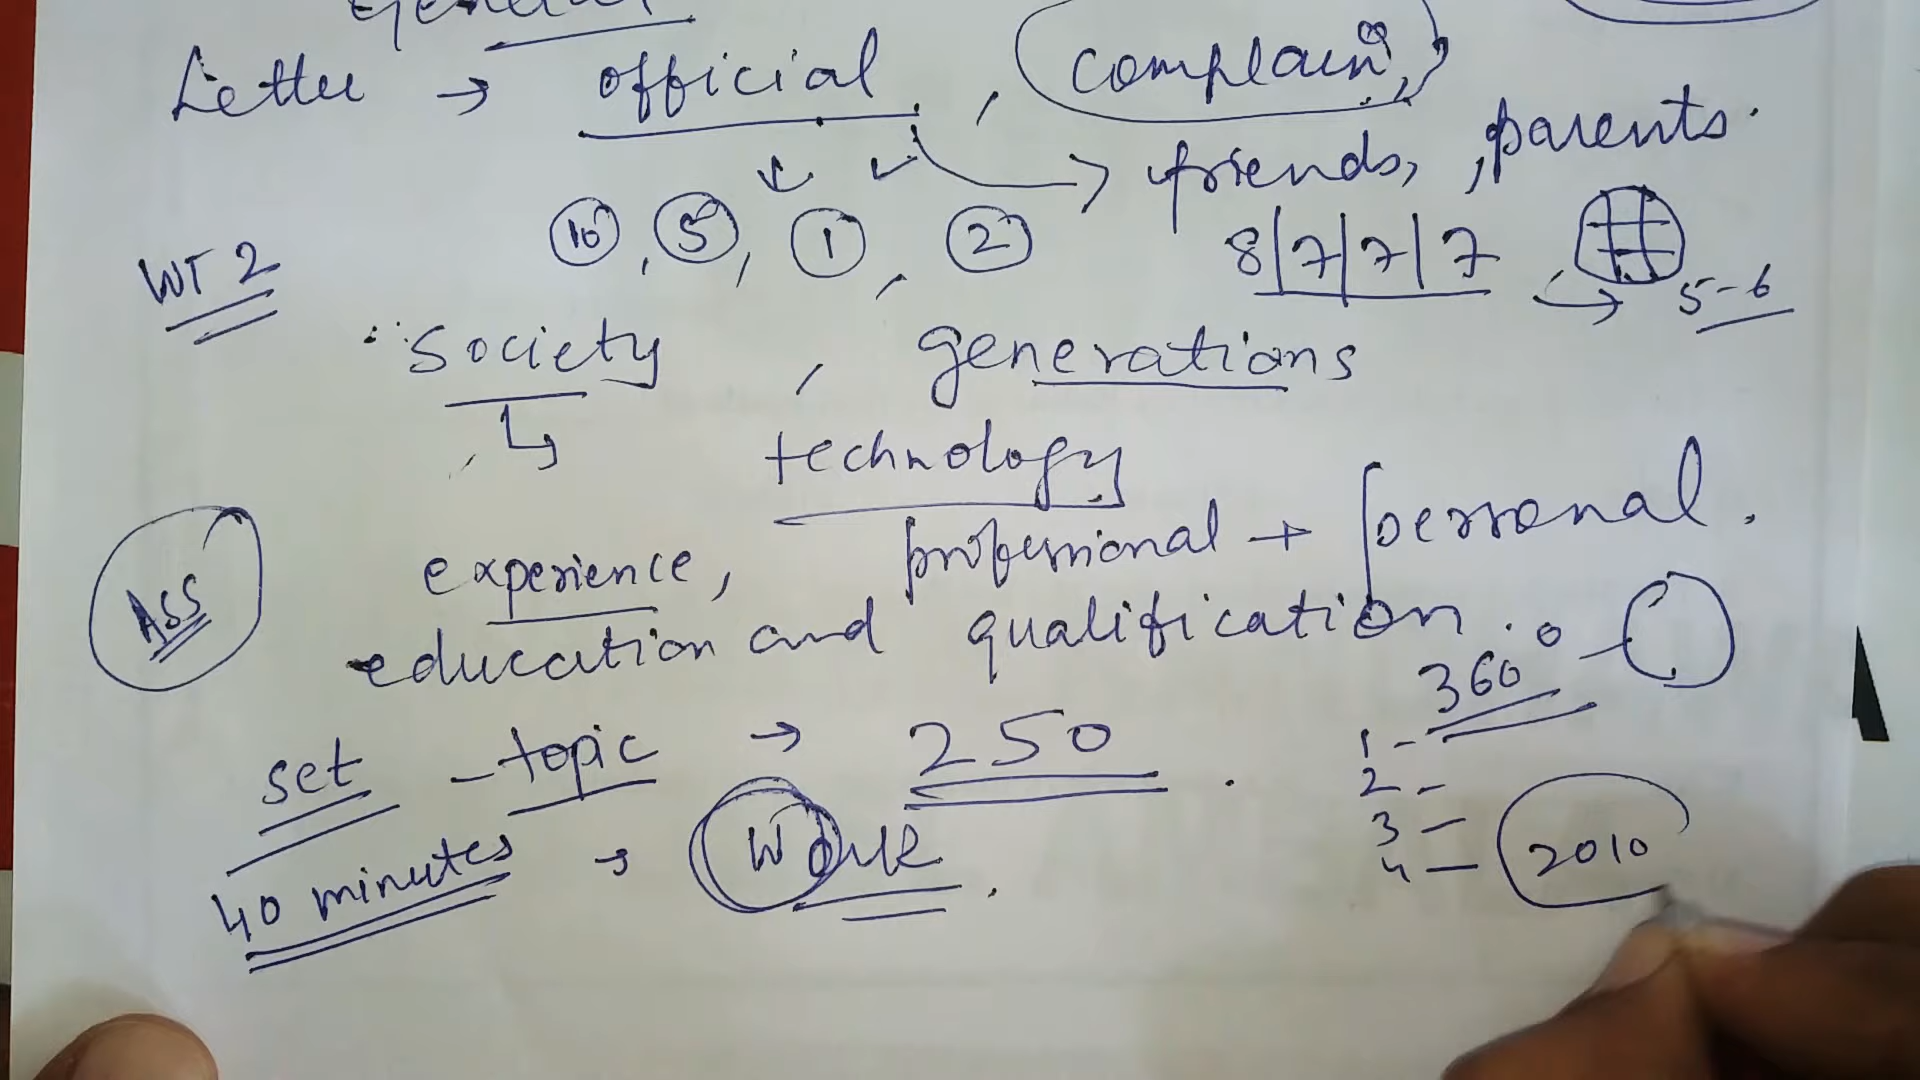 General
Letter → official, complain,
→ friends, parents.
10, 5, 1, 2
8|7|7|7
5-6
WT 2
Society, generations
technology
experience, professional + personal.
Ass
education and qualification.
360°
set - topic → 250.
1 -
2 -
3 -
4 - 2010
40 minutes → Work.